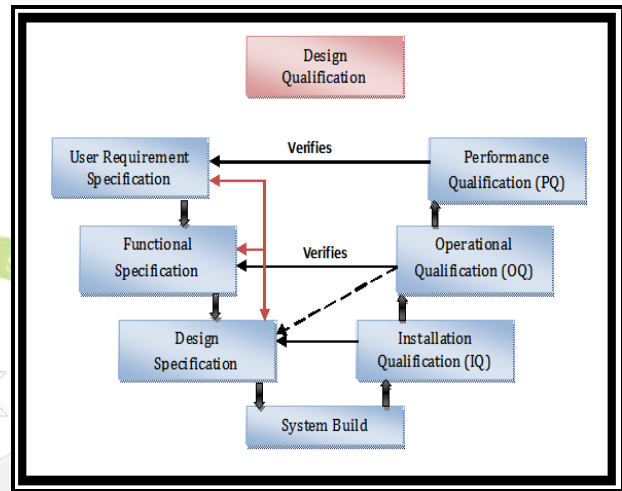 Design
Qualification
Verifies
User Requirement
Specification
Performance
Qualification (PQ)
Functional
Specification
Verifies
Operational
Qualification (OQ)
Design
Specification
Installation
Qualification (IQ)
System Build